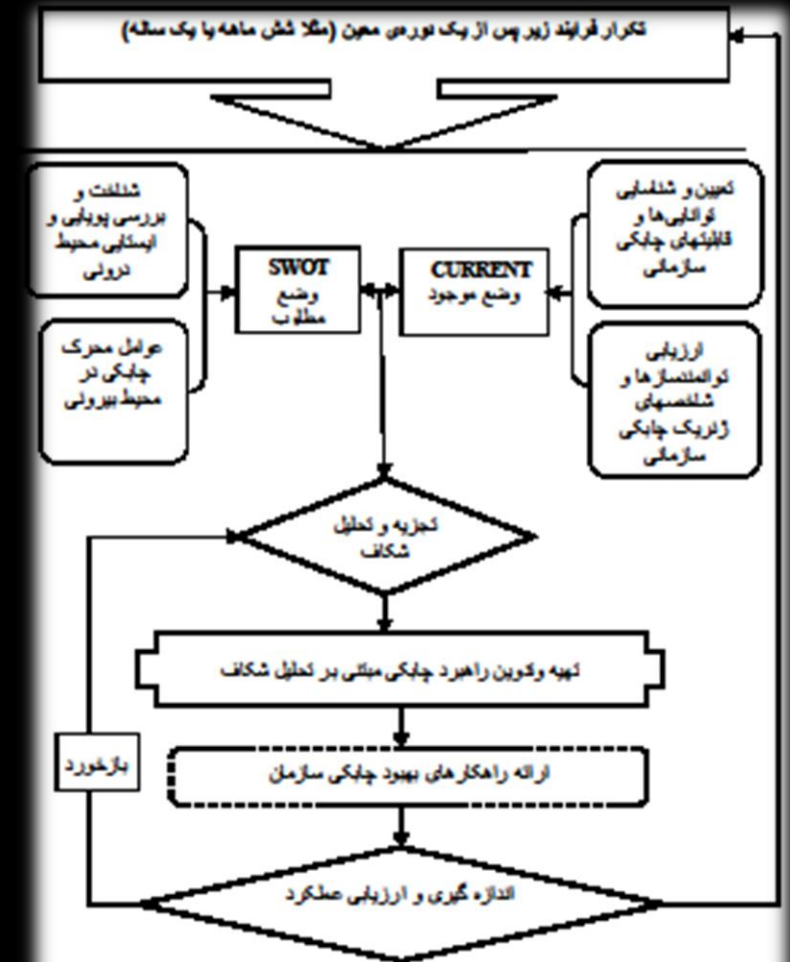 تکرار فرایند زیر پس از یک دوره‌ی معین (مثلا شش ماهه یا یک ساله)
تعیین و شناسایی
توانایی‌ها و
قابلیتهای چابکی
سازمانی
ارزیابی
توانمندسازها و
شاخصهای
ژنریک چابکی
سازمانی
CURRENT
وضع موجود
SWOT
وضع
مطلوب
شناخت و
بررسی پویایی و
ایستایی محیط
درونی
عوامل محرک
چابکی در
محیط بیرونی
تجزیه و تحلیل
شکاف
تهیه وتدوین راهبرد چابکی مبتنی بر تحلیل شکاف
ارائه راهکارهای بهبود چابکی سازمان
بازخورد
اندازه گیری و ارزیابی عملکرد